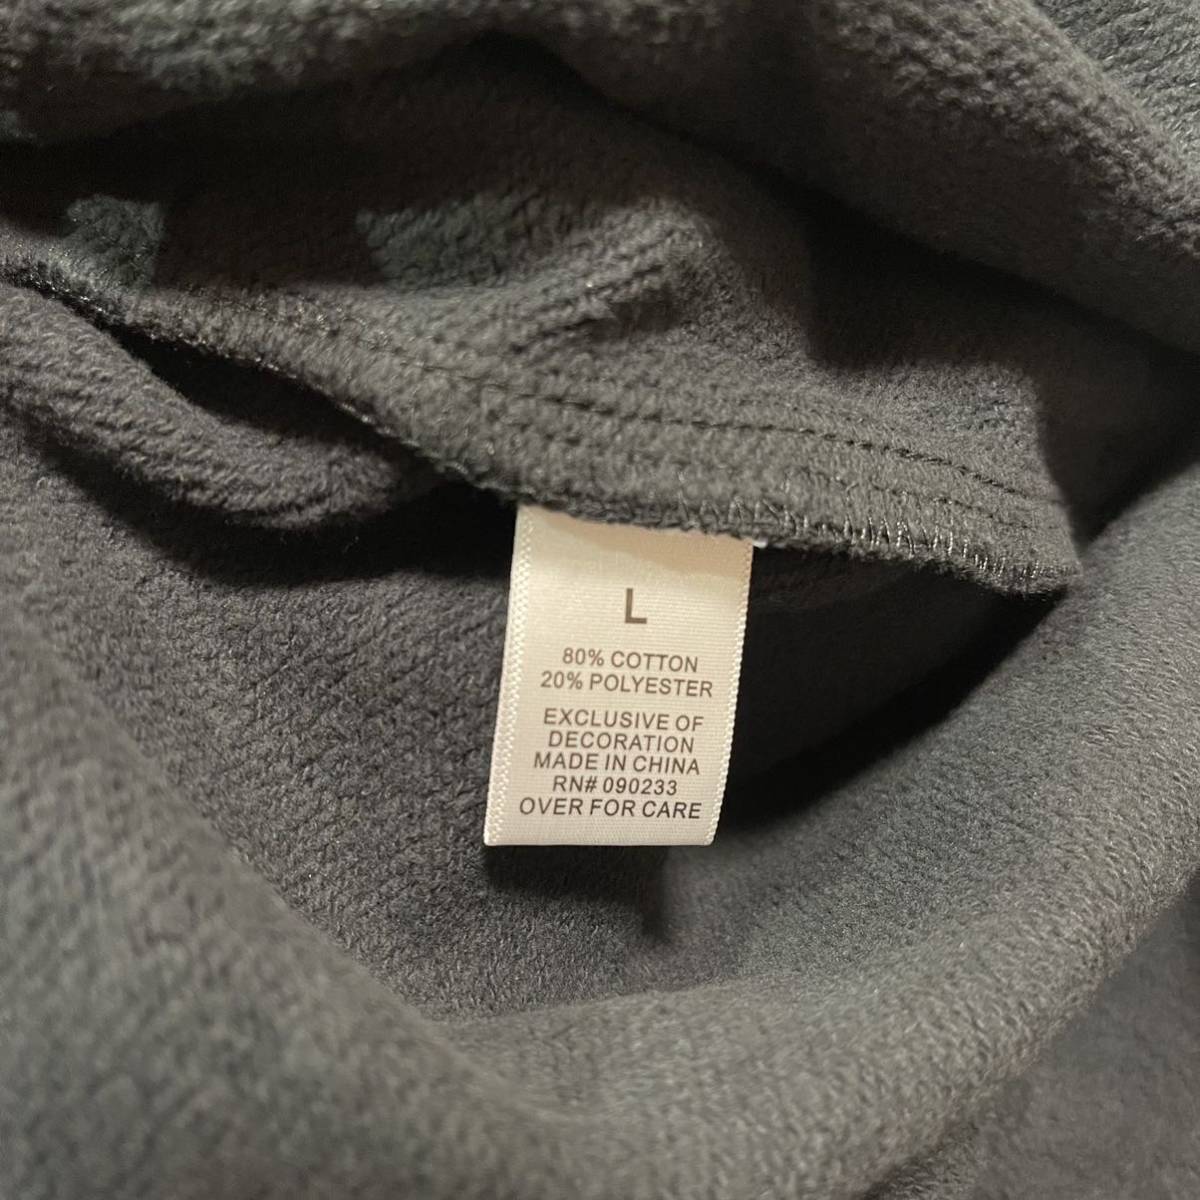 L
80% COTTON
20% POLYESTER
EXCLUSIVE OF
DECORATION
MADE IN CHINA
RN# 090233
OVER FOR CARE